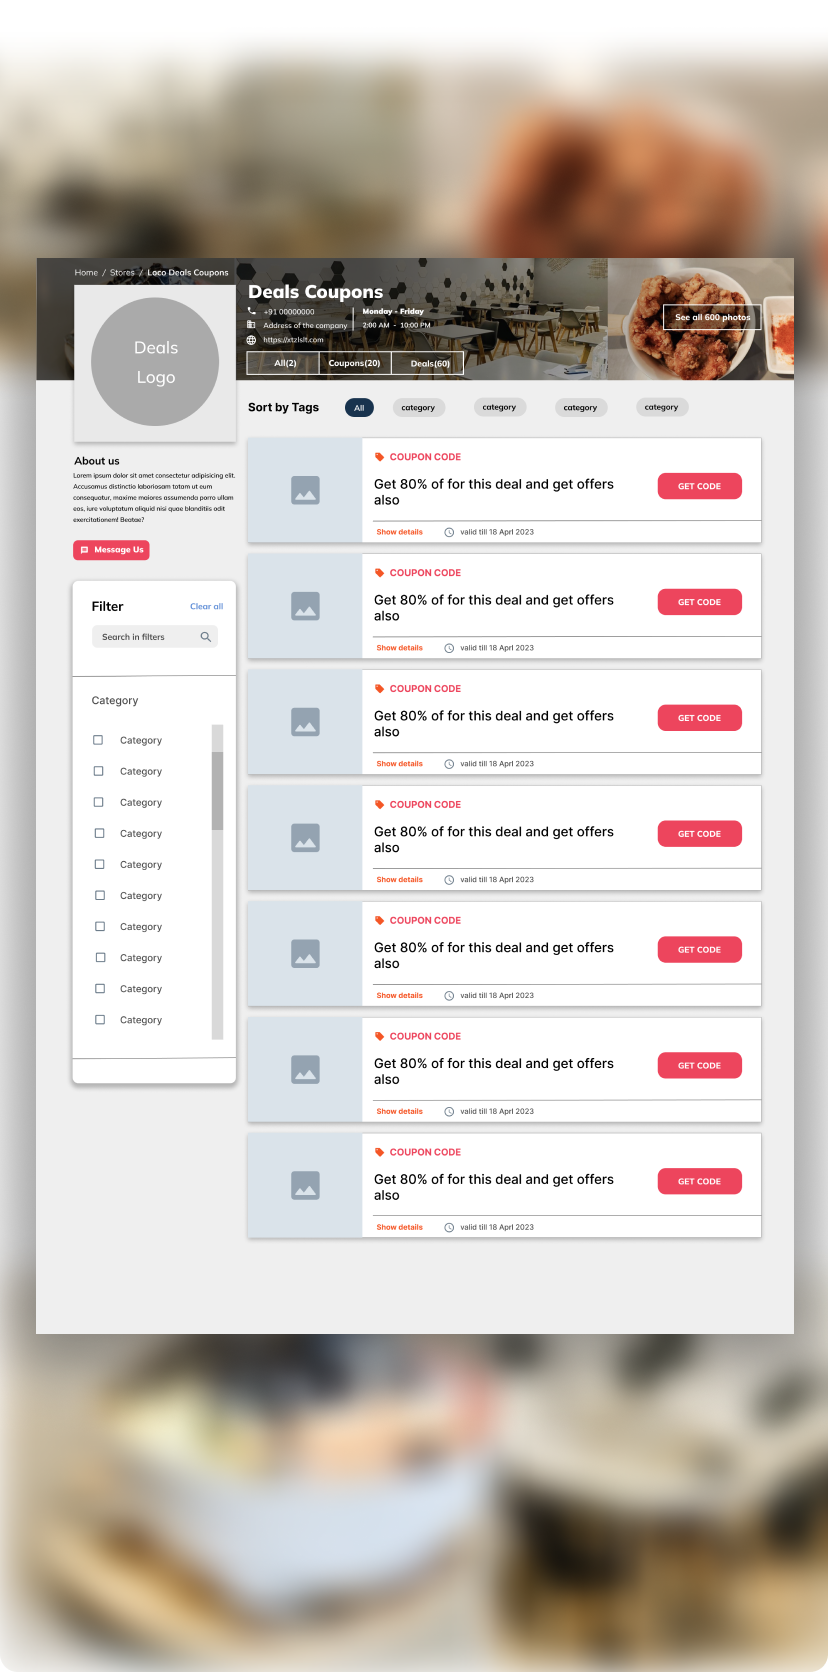 Home / Stores / Loco Deals Coupons
Deals
Logo
Deals Coupons
+91 00000000
Monday - Friday
Address of the company
2:00 AM - 10:00 PM
https://xtzlslt.com
All(2)
Coupons(20)
Deals(60)
See all 600 photos
About us
Lorem ipsum dolor sit amet consectetur adipisicing elit.
Accusamus distinctio laboriosam totam ut eum
consequatur, maxime maiores assumenda porro ullam
eos, iure voluptatum aliquid nisi quae blanditiis odit
exercitationem! Beatae?
Message Us
Filter
Clear all
Search in filters
Category
Category
Category
Category
Category
Category
Category
Category
Category
Category
Category
Sort by Tags
All
category
category
category
category
COUPON CODE
Get 80% of for this deal and get offers
also
GET CODE
Show details
valid till 18 Aprl 2023
COUPON CODE
Get 80% of for this deal and get offers
also
GET CODE
Show details
valid till 18 Aprl 2023
COUPON CODE
Get 80% of for this deal and get offers
also
GET CODE
Show details
valid till 18 Aprl 2023
COUPON CODE
Get 80% of for this deal and get offers
also
GET CODE
Show details
valid till 18 Aprl 2023
COUPON CODE
Get 80% of for this deal and get offers
also
GET CODE
Show details
valid till 18 Aprl 2023
COUPON CODE
Get 80% of for this deal and get offers
also
GET CODE
Show details
valid till 18 Aprl 2023
COUPON CODE
Get 80% of for this deal and get offers
also
GET CODE
Show details
valid till 18 Aprl 2023